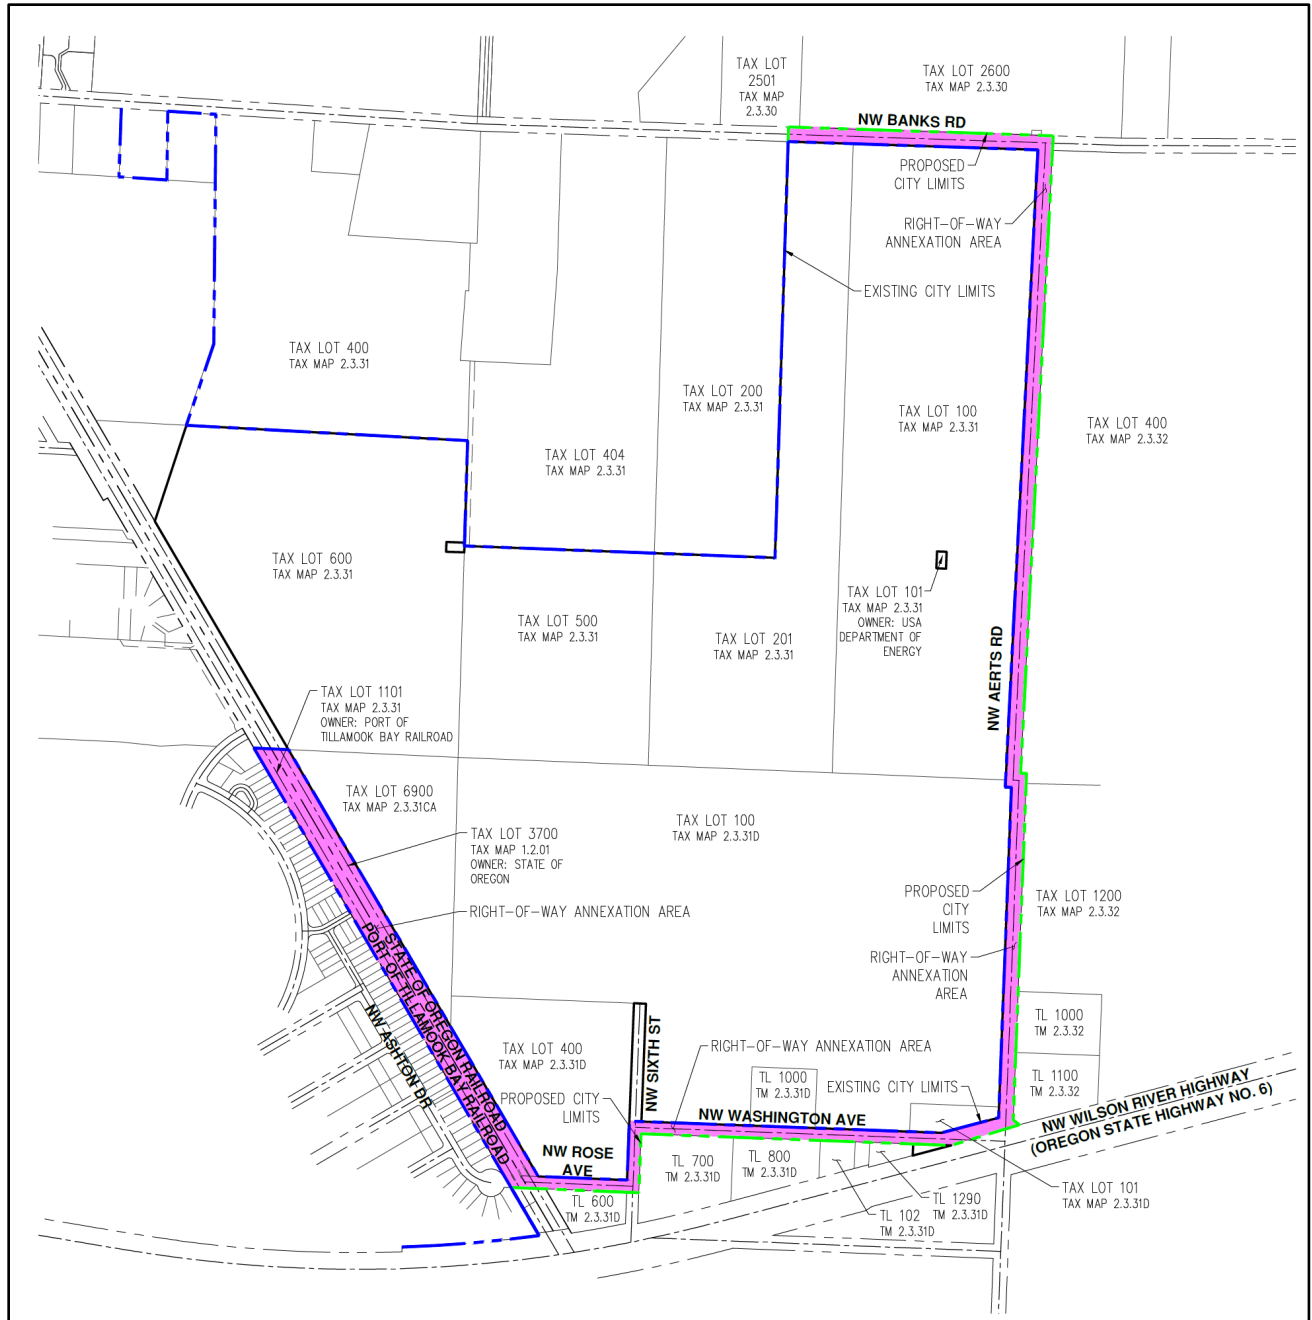 TAX LOT
2501
TAX MAP
2.3.30
TAX LOT 2600
TAX MAP 2.3.30
NW BANKS RD
PROPOSED
CITY LIMITS
RIGHT-OF-WAY
ANNEXATION AREA
EXISTING CITY LIMITS
TAX LOT 400
TAX MAP 2.3.31
TAX LOT 200
TAX MAP 2.3.31
TAX LOT 100
TAX MAP 2.3.31
TAX LOT 400
TAX MAP 2.3.32
TAX LOT 404
TAX MAP 2.3.31
TAX LOT 600
TAX MAP 2.3.31
TAX LOT 101
TAX MAP 2.3.31
OWNER: USA
DEPARTMENT OF
ENERGY
TAX LOT 500
TAX MAP 2.3.31
TAX LOT 201
TAX MAP 2.3.31
NW AERTS RD
TAX LOT 1101
TAX MAP 2.3.31
OWNER: PORT OF
TILLAMOOK BAY RAILROAD
TAX LOT 6900
TAX MAP 2.3.31CA
TAX LOT 3700
TAX MAP 1.2.01
OWNER: STATE OF
OREGON
TAX LOT 100
TAX MAP 2.3.31D
PROPOSED
CITY
LIMITS
TAX LOT 1200
TAX MAP 2.3.32
RIGHT-OF-WAY ANNEXATION AREA
RIGHT-OF-WAY
ANNEXATION
AREA
STATE OF OREGON RAILROAD
PORT OF TILLAMOOK BAY RAILROAD
NW ASHTON DR
TL 1000
TM 2.3.32
TAX LOT 400
TAX MAP 2.3.31D
NW SIXTH ST
RIGHT-OF-WAY ANNEXATION AREA
TL 1000
TM 2.3.31D
EXISTING CITY LIMITS
TL 1100
TM 2.3.32
PROPOSED CITY
LIMITS
NW WASHINGTON AVE
NW WILSON RIVER HIGHWAY
(OREGON STATE HIGHWAY NO. 6)
NW ROSE
AVE
TL 700
TM 2.3.31D
TL 800
TM 2.3.31D
TL 600
TM 2.3.31D
TL 102
TM 2.3.31D
TL 1290
TM 2.3.31D
TAX LOT 101
TAX MAP 2.3.31D